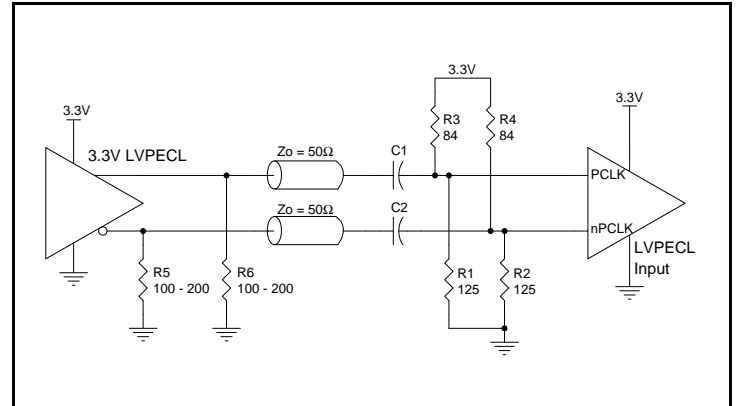 3.3V
3.3V LVPECL
R5
100 - 200
R6
100 - 200
Zo = 50Ω
Zo = 50Ω
C1
C2
3.3V
R3
84
R4
84
R1
125
R2
125
3.3V
PCLK
nPCLK
LVPECL
Input